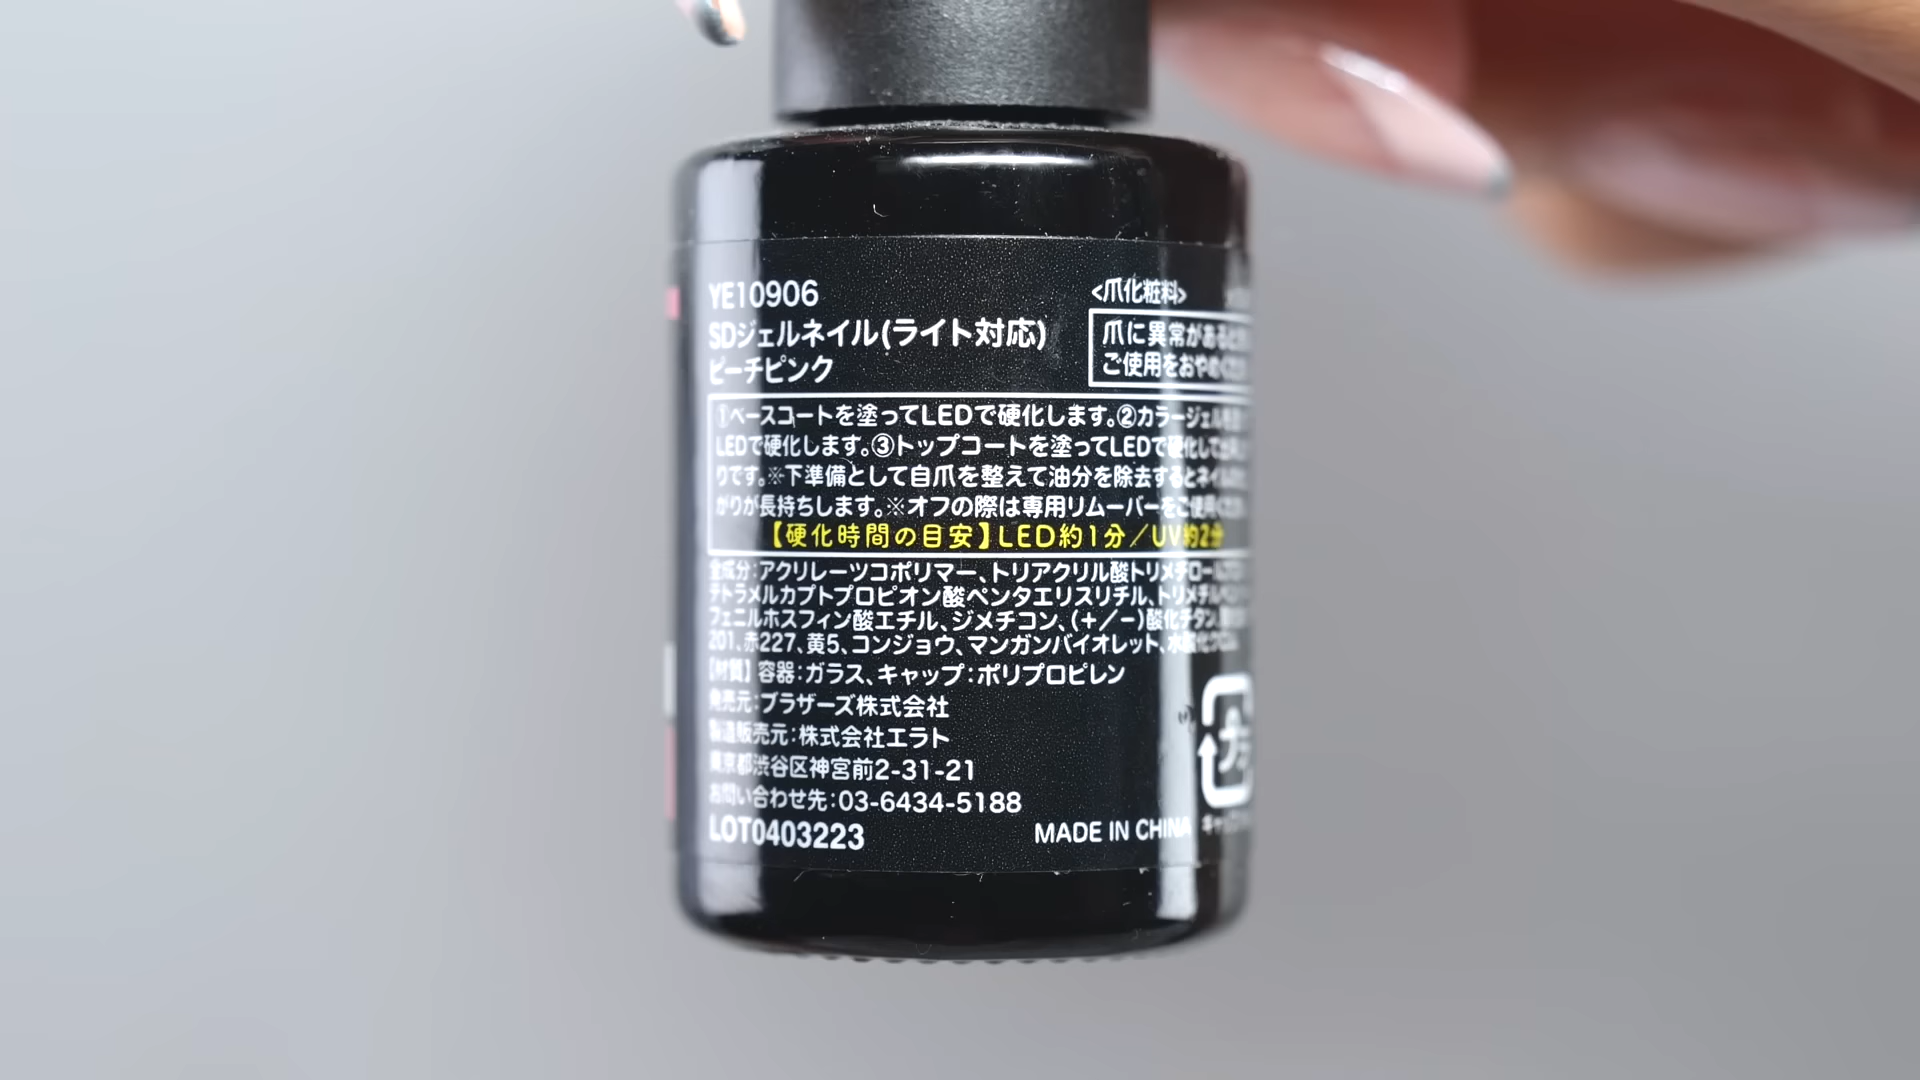 YE10906
SDジェルネイル(ライト対応)
ピーチピンク
<爪化粧料>
爪に異常がある
ご使用をおやめ
①ベースコートを塗ってLEDで硬化します。②カラージェル
LEDで硬化します。③トップコートを塗ってLEDで硬化して
りです。※下準備として自爪を整えて油分を除去するとネイル
がりが長持ちします。※オフの際は専用リムーバーをご使用
【硬化時間の目安】LED約1分/UV約2分
全成分:アクリレーツコポリマー、トリアクリル酸トリメチロール
テトラメルカプトプロピオン酸ペンタエリスリチル、トリメチルベン
フェニルホスフィン酸エチル、ジメチコン、(+/-)酸化チタン、
201、赤227、黄5、コンジョウ、マンガンバイオレット、水酸化クロム
【材質】容器:ガラス、キャップ:ポリプロピレン
発売元:ブラザーズ株式会社
製造販売元:株式会社エラト
東京都渋谷区神宮前2-31-21
お問い合わせ先:03-6434-5188
LOT0403223
MADE IN CHINA